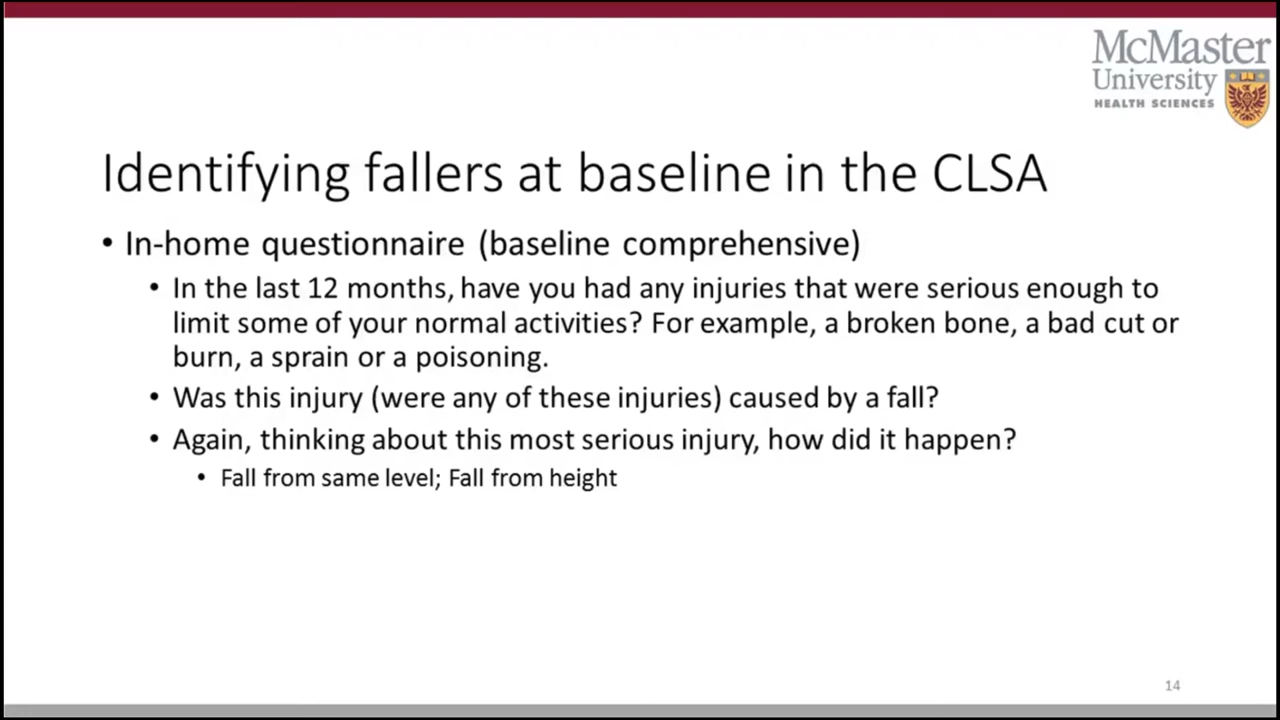 McMaster
University
HEALTH SCIENCES
Identifying fallers at baseline in the CLSA
• In-home questionnaire (baseline comprehensive)
• In the last 12 months, have you had any injuries that were serious enough to
limit some of your normal activities? For example, a broken bone, a bad cut or
burn, a sprain or a poisoning.
• Was this injury (were any of these injuries) caused by a fall?
• Again, thinking about this most serious injury, how did it happen?
• Fall from same level; Fall from height
14